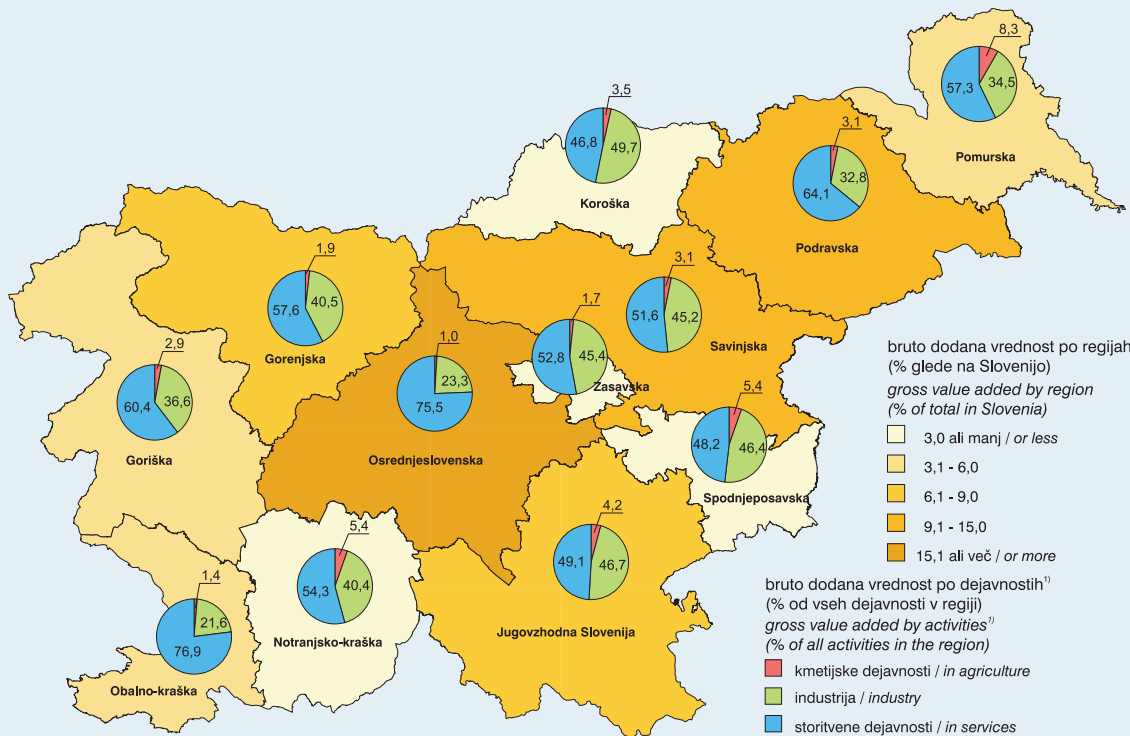 8,3
34,5
57,3
Pomurska
3,5
46,8
49,7
Koroška
3,1
32,8
64,1
Podravska
1,9
57,6
40,5
Gorenjska
3,1
51,6
45,2
Savinjska
1,7
52,8
45,4
Zasavska
2,9
60,4
36,6
Goriška
1,0
23,3
75,5
Osrednjeslovenska
5,4
48,2
46,4
Spodnjeposavska
4,2
49,1
46,7
Jugovzhodna Slovenija
5,4
54,3
40,4
Notranjsko-kraška
1,4
21,6
76,9
Obalno-kraška
bruto dodana vrednost po regijah
(% glede na Slovenijo)
gross value added by region
(% of total in Slovenia)
3,0 ali manj / or less
3,1 - 6,0
6,1 - 9,0
9,1 - 15,0
15,1 ali več / or more
bruto dodana vrednost po dejavnostih¹⁾
(% od vseh dejavnosti v regiji)
gross value added by activities¹⁾
(% of all activities in the region)
kmetijske dejavnosti / in agriculture
industrija / industry
storitvene dejavnosti / in services